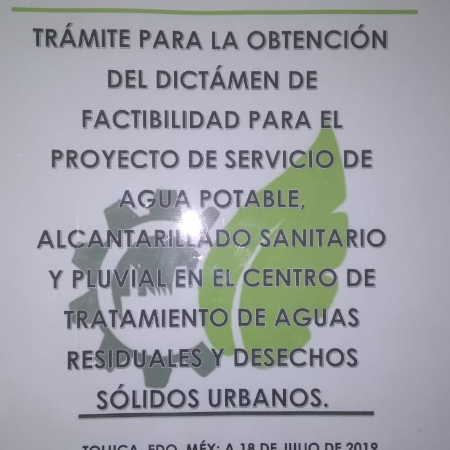 TRÁMITE PARA LA OBTENCIÓN
DEL DICTÁMEN DE
FACTIBILIDAD PARA EL
PROYECTO DE SERVICIO DE
AGUA POTABLE,
ALCANTARILLADO SANITARIO
Y PLUVIAL EN EL CENTRO DE
TRATAMIENTO DE AGUAS
RESIDUALES Y DESECHOS
SÓLIDOS URBANOS.
TOLUCA, EDO. MÉX; A 18 DE JULIO DE 2019